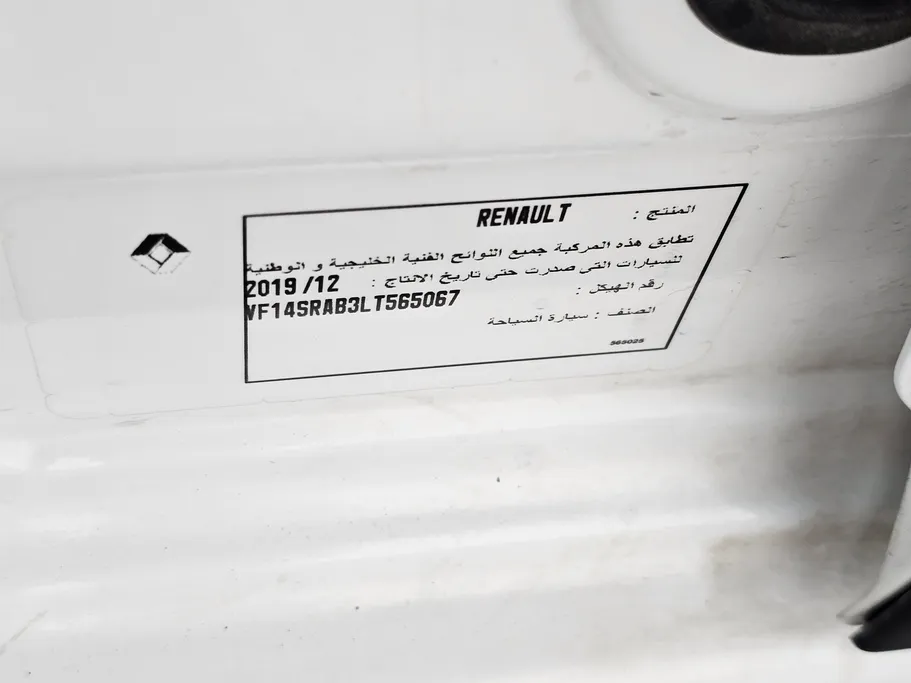 المنتج : RENAULT
تطابق هذه المركبة جميع اللوائح الفنية الخليجية و الوطنية
للسيارات التي صدرت حتى تاريخ الانتاج : 2019/12
رقم الهيكل : VF14SRAB3LT565067
الصنف : سيارة السياحة
565025